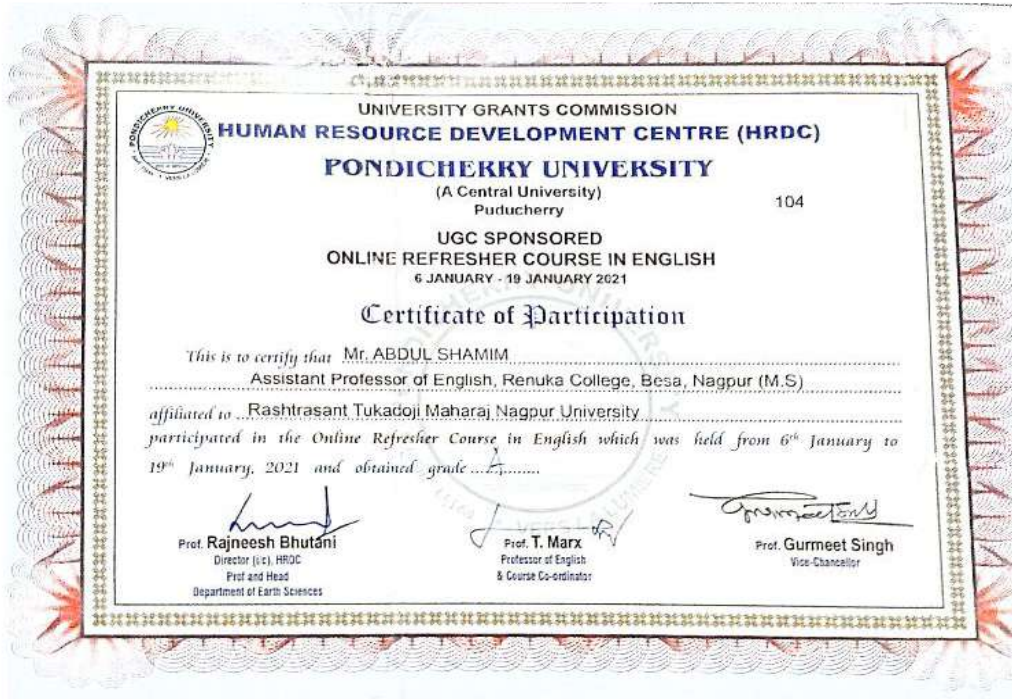 UNIVERSITY GRANTS COMMISSION
HUMAN RESOURCE DEVELOPMENT CENTRE (HRDC)
PONDICHERRY UNIVERSITY
(A Central University)
Puducherry
104
UGC SPONSORED
ONLINE REFRESHER COURSE IN ENGLISH
6 JANUARY - 19 JANUARY 2021
Certificate of Participation
This is to certify that Mr. ABDUL SHAMIM
Assistant Professor of English, Renuka College, Besa, Nagpur (M.S)
affiliated to Rashtrasant Tukadoji Maharaj Nagpur University
participated in the Online Refresher Course in English which was held from 6th January to
19th January, 2021 and obtained grade ....A........
Prof. Rajneesh Bhutani
Director (i/c), HRDC
Prof and Head
Department of Earth Sciences
Prof. T. Marx
Professor of English
& Course Co-ordinator
Prof. Gurmeet Singh
Vice-Chancellor
PONDICHERRY UNIVERSITY
VERS LA LUMIERE